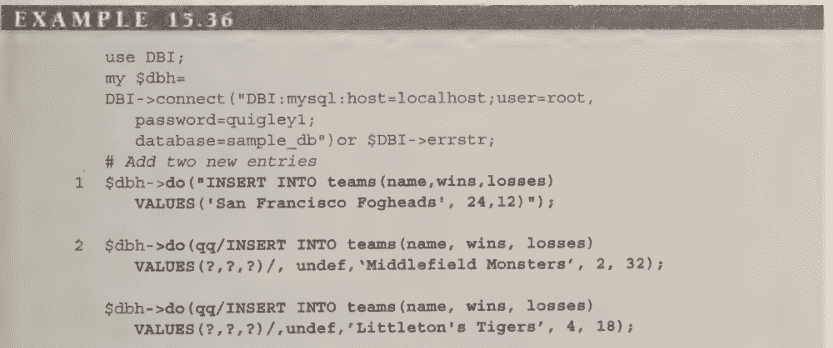 EXAMPLE 15.36
use DBI;
my $dbh=
DBI->connect("DBI:mysql:host=localhost;user=root,
password=quigley1;
database=sample_db")or $DBI->errstr;
# Add two new entries
1 $dbh->do("INSERT INTO teams(name,wins,losses)
VALUES('San Francisco Fogheads', 24,12)");
2 $dbh->do(qq/INSERT INTO teams(name, wins, losses)
VALUES(?,?,?)/, undef,‘Middlefield Monsters’, 2, 32);
$dbh->do(qq/INSERT INTO teams(name, wins, losses)
VALUES(?,?,?)/,undef,’Littleton's Tigers’, 4, 18);